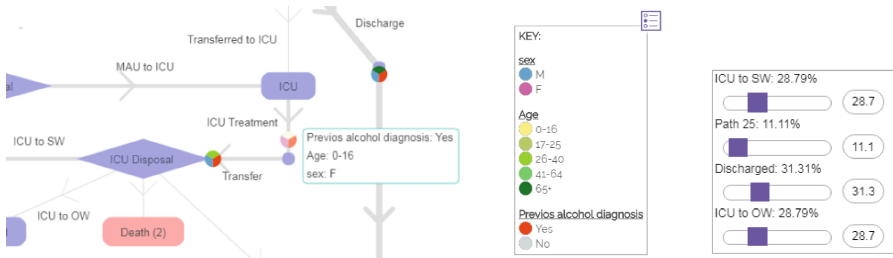 Discharge
Transferred to ICU
MAU to ICU
al
ICU
ICU Treatment
Previos alcohol diagnosis: Yes
Age: 0-16
sex: F
ICU to SW
ICU Disposal
Transfer
ICU to OW
Death (2)
KEY:
sex
M
F
Age
0-16
17-25
26-40
41-64
65+
Previos alcohol diagnosis
Yes
No
ICU to SW: 28.79%
28.7
Path 25: 11.11%
11.1
Discharged: 31.31%
31.3
ICU to OW: 28.79%
28.7